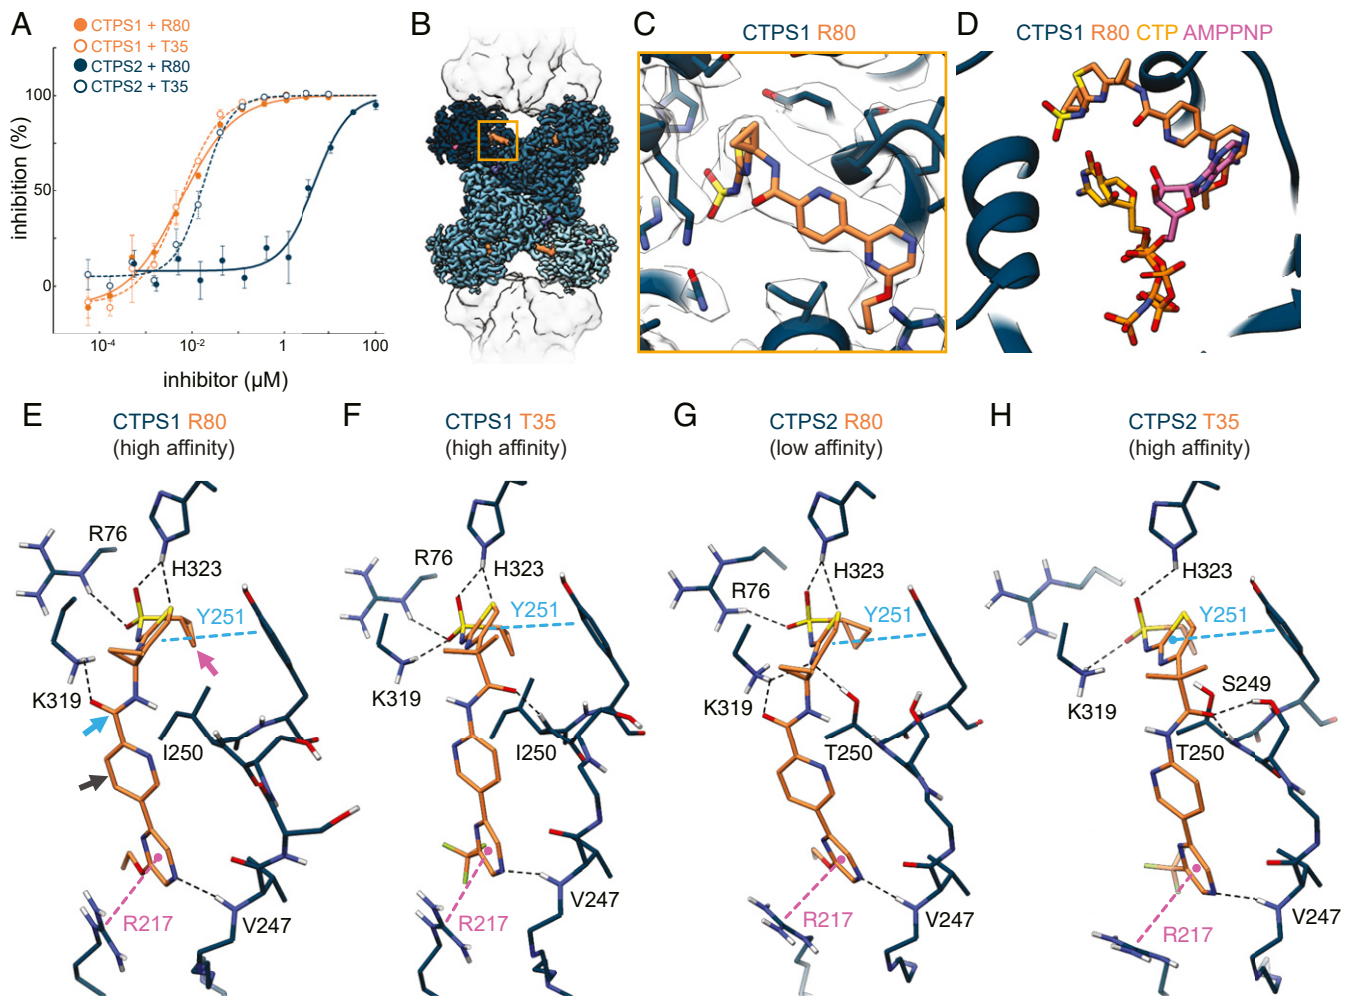 A
CTPS1 + R80
CTPS1 + T35
CTPS2 + R80
CTPS2 + T35
inhibition (%)
100
50
0
10-4
10-2
1
100
inhibitor (µM)
B
C
CTPS1 R80
D
CTPS1 R80 CTP AMPPNP
E
CTPS1 R80
(high affinity)
R76
H323
Y251
K319
I250
R217
V247
F
CTPS1 T35
(high affinity)
R76
H323
Y251
K319
I250
R217
V247
G
CTPS2 R80
(low affinity)
R76
H323
Y251
K319
T250
R217
V247
H
CTPS2 T35
(high affinity)
H323
Y251
K319
S249
T250
R217
V247